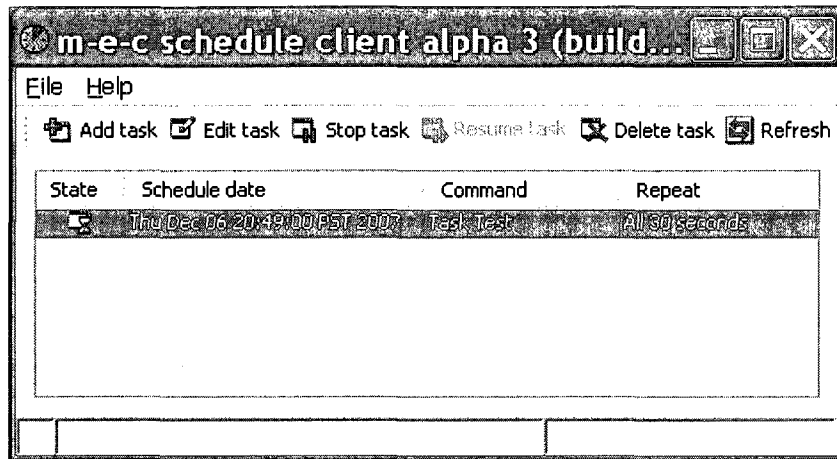 m-e-c schedule client alpha 3 (build...
File Help
Add task Edit task Stop task Resume task Delete task Refresh
State Schedule date Command Repeat
Thu Dec 06 20:49:00 PST 2007 Task Test All 30 seconds